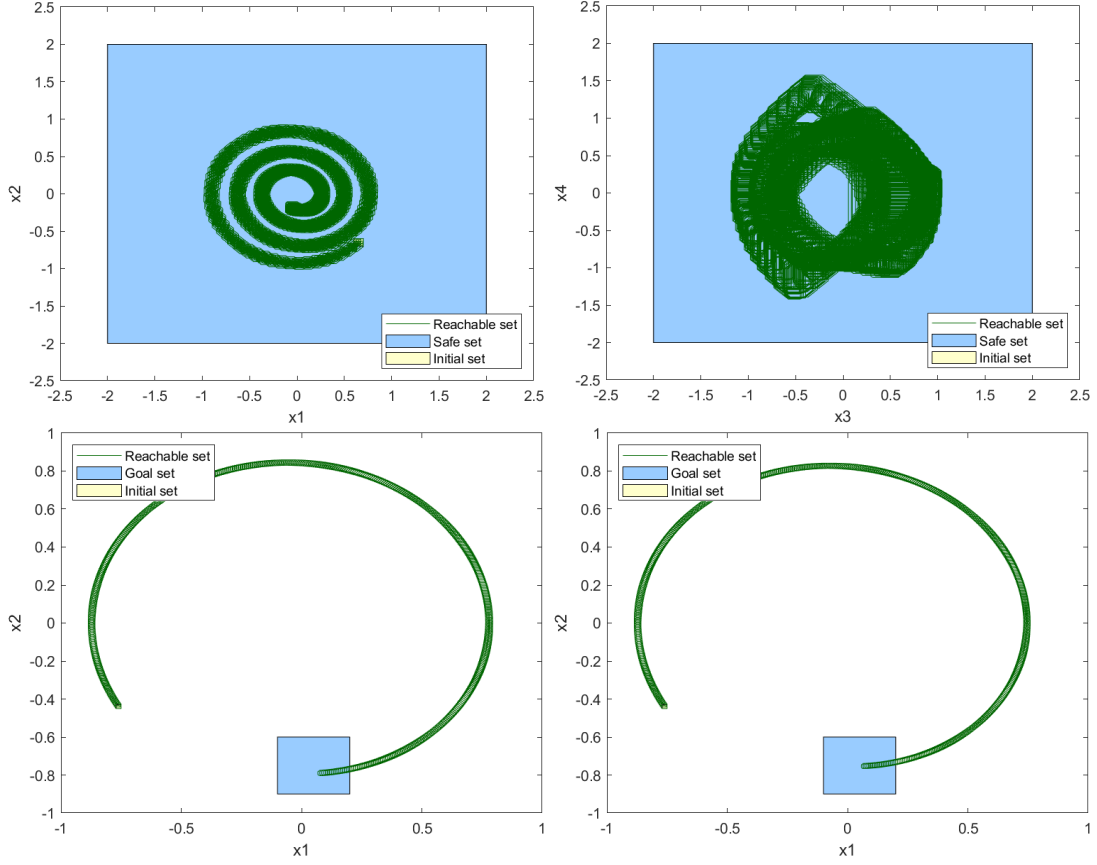 2.5
2
1.5
1
0.5
0
-0.5
-1
-1.5
-2
-2.5
x2
-2.5 -2 -1.5 -1 -0.5 0 0.5 1 1.5 2 2.5
x1
Reachable set
Safe set
Initial set
2.5
2
1.5
1
0.5
0
-0.5
-1
-1.5
-2
-2.5
x4
-2.5 -2 -1.5 -1 -0.5 0 0.5 1 1.5 2 2.5
x3
Reachable set
Safe set
Initial set
1
0.8
0.6
0.4
0.2
0
-0.2
-0.4
-0.6
-0.8
-1
x2
-1 -0.5 0 0.5 1
x1
Reachable set
Goal set
Initial set
1
0.8
0.6
0.4
0.2
0
-0.2
-0.4
-0.6
-0.8
-1
x2
-1 -0.5 0 0.5 1
x1
Reachable set
Goal set
Initial set